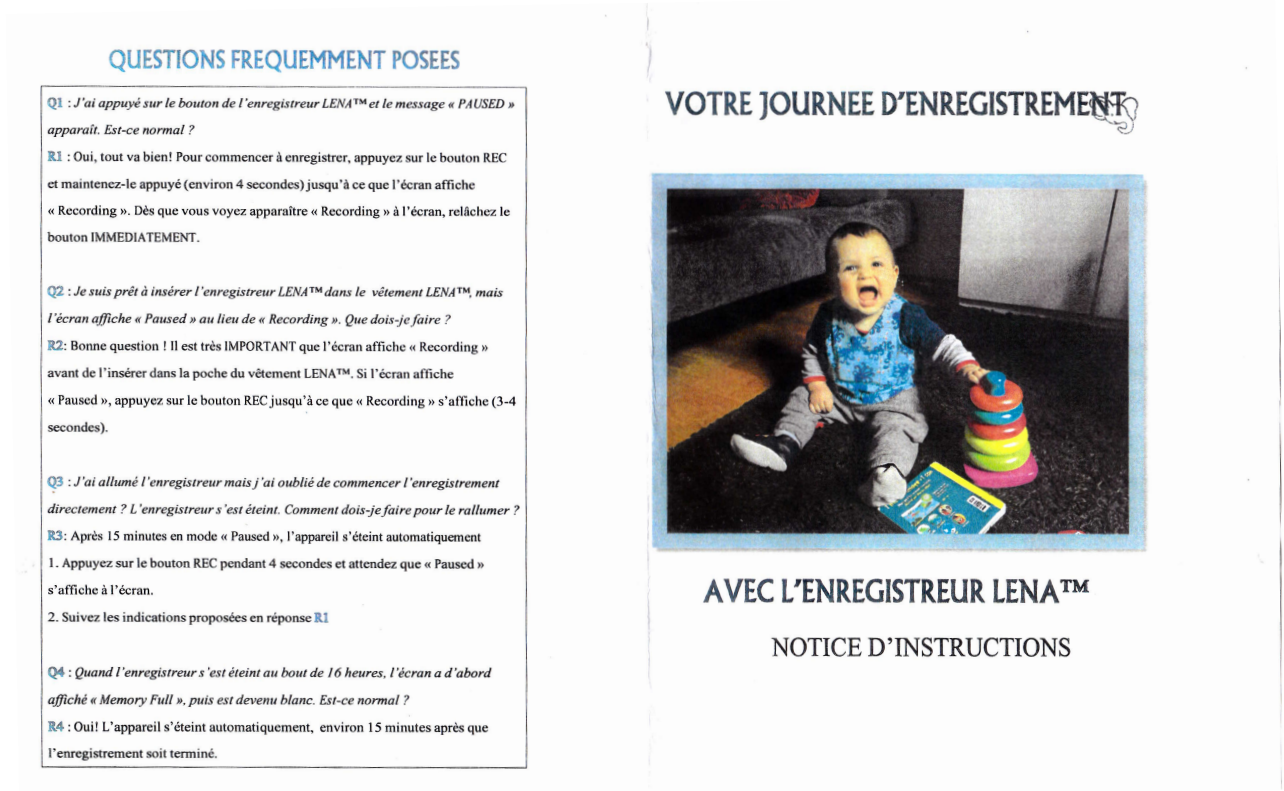 QUESTIONS FREQUEMMENT POSEES
Q1 : J'ai appuyé sur le bouton de l'enregistreur LENA™ et le message « PAUSED »
apparaît. Est-ce normal ?
R1 : Oui, tout va bien! Pour commencer à enregistrer, appuyez sur le bouton REC
et maintenez-le appuyé (environ 4 secondes) jusqu'à ce que l'écran affiche
« Recording ». Dès que vous voyez apparaître « Recording » à l'écran, relâchez le
bouton IMMEDIATEMENT.
Q2 : Je suis prêt à insérer l'enregistreur LENA™ dans le vêtement LENA™, mais
l'écran affiche « Paused » au lieu de « Recording ». Que dois-je faire ?
R2: Bonne question ! Il est très IMPORTANT que l'écran affiche « Recording »
avant de l'insérer dans la poche du vêtement LENA™. Si l'écran affiche
« Paused », appuyez sur le bouton REC jusqu'à ce que « Recording » s'affiche (3-4
secondes).
Q3 : J'ai allumé l'enregistreur mais j'ai oublié de commencer l'enregistrement
directement ? L'enregistreur s'est éteint. Comment dois-je faire pour le rallumer ?
R3: Après 15 minutes en mode « Paused », l'appareil s'éteint automatiquement
1. Appuyez sur le bouton REC pendant 4 secondes et attendez que « Paused »
s'affiche à l'écran.
2. Suivez les indications proposées en réponse R1
Q4 : Quand l'enregistreur s'est éteint au bout de 16 heures, l'écran a d'abord
affiché « Memory Full », puis est devenu blanc. Est-ce normal ?
R4 : Oui! L'appareil s'éteint automatiquement, environ 15 minutes après que
l'enregistrement soit terminé.
VOTRE JOURNEE D'ENREGISTREMENT
AVEC L'ENREGISTREUR LENA™
NOTICE D'INSTRUCTIONS